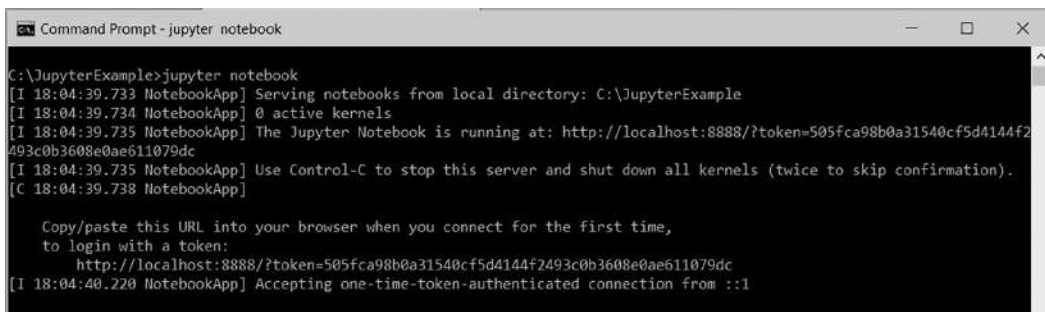 Command Prompt - jupyter notebook
C:\JupyterExample>jupyter notebook
[I 18:04:39.733 NotebookApp] Serving notebooks from local directory: C:\JupyterExample
[I 18:04:39.734 NotebookApp] 0 active kernels
[I 18:04:39.735 NotebookApp] The Jupyter Notebook is running at: http://localhost:8888/?token=505fca98b0a31540cf5d4144f2
493c0b3608e0ae611079dc
[I 18:04:39.735 NotebookApp] Use Control-C to stop this server and shut down all kernels (twice to skip confirmation).
[C 18:04:39.738 NotebookApp]
Copy/paste this URL into your browser when you connect for the first time,
to login with a token:
http://localhost:8888/?token=505fca98b0a31540cf5d4144f2493c0b3608e0ae611079dc
[I 18:04:40.220 NotebookApp] Accepting one-time-token-authenticated connection from ::1